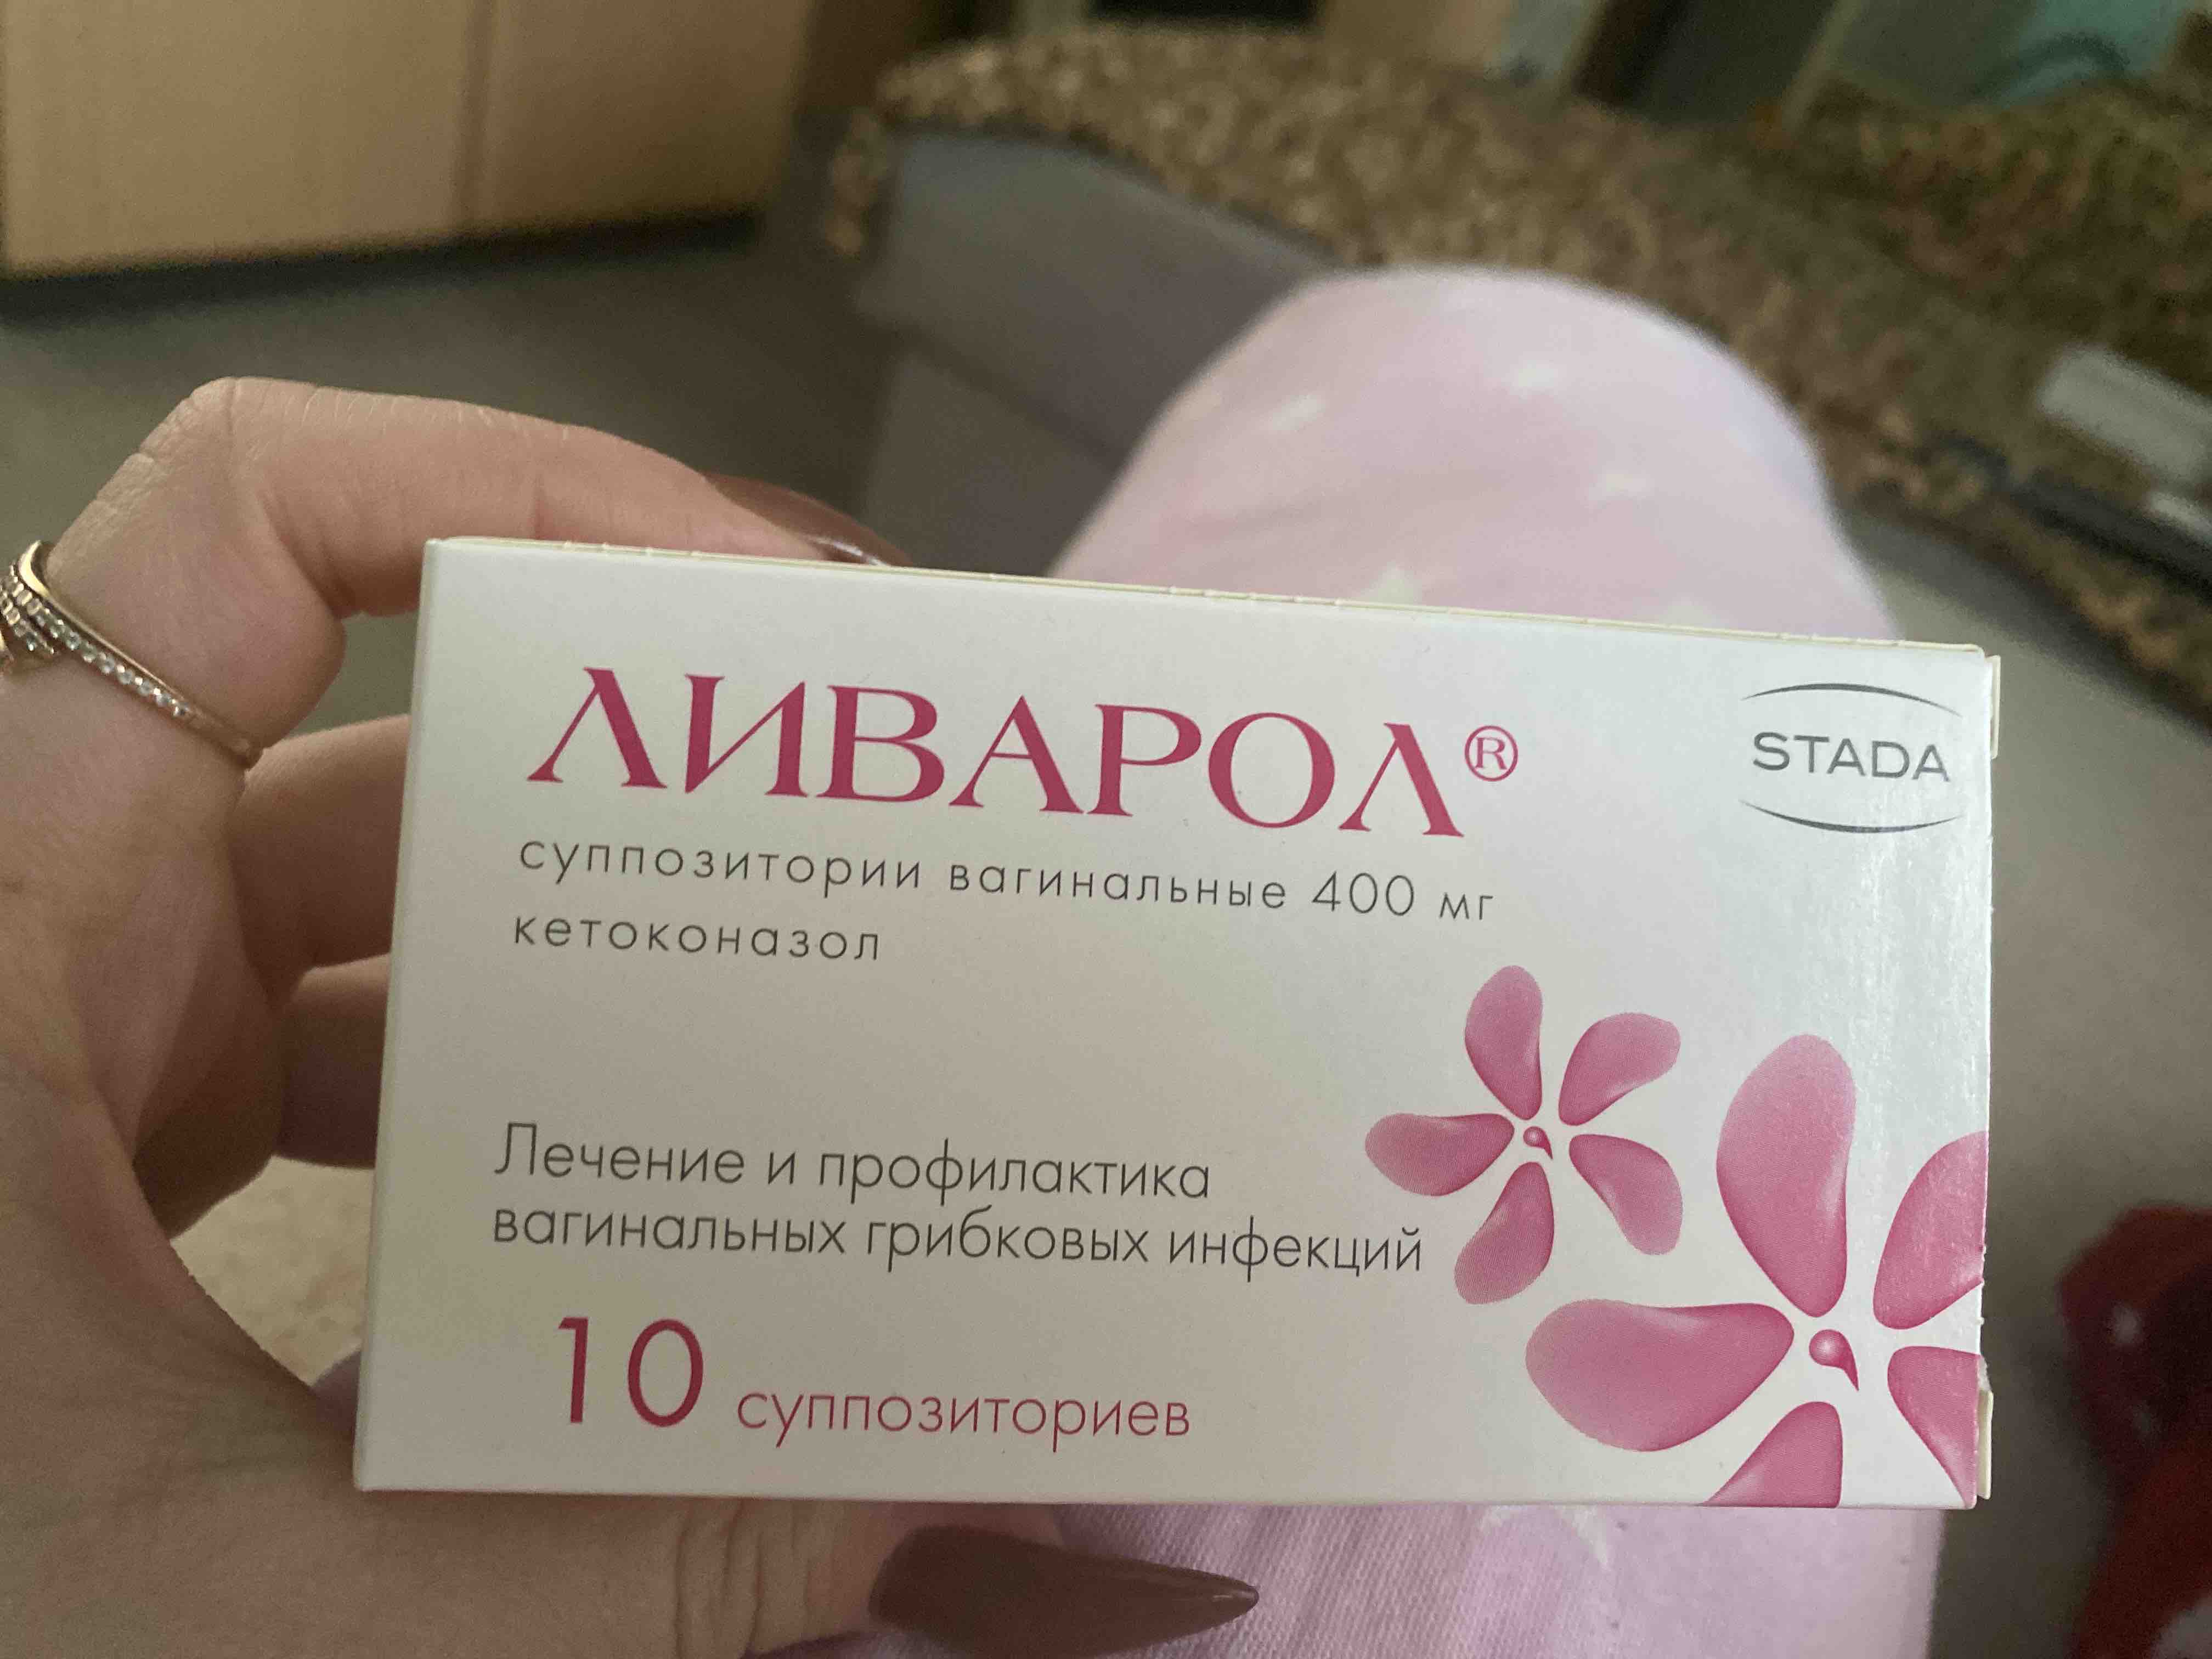 ЛИВАРОЛ®
STADA
суппозитории вагинальные 400 мг
кетоконазол
Лечение и профилактика
вагинальных грибковых инфекций
10 суппозиториев